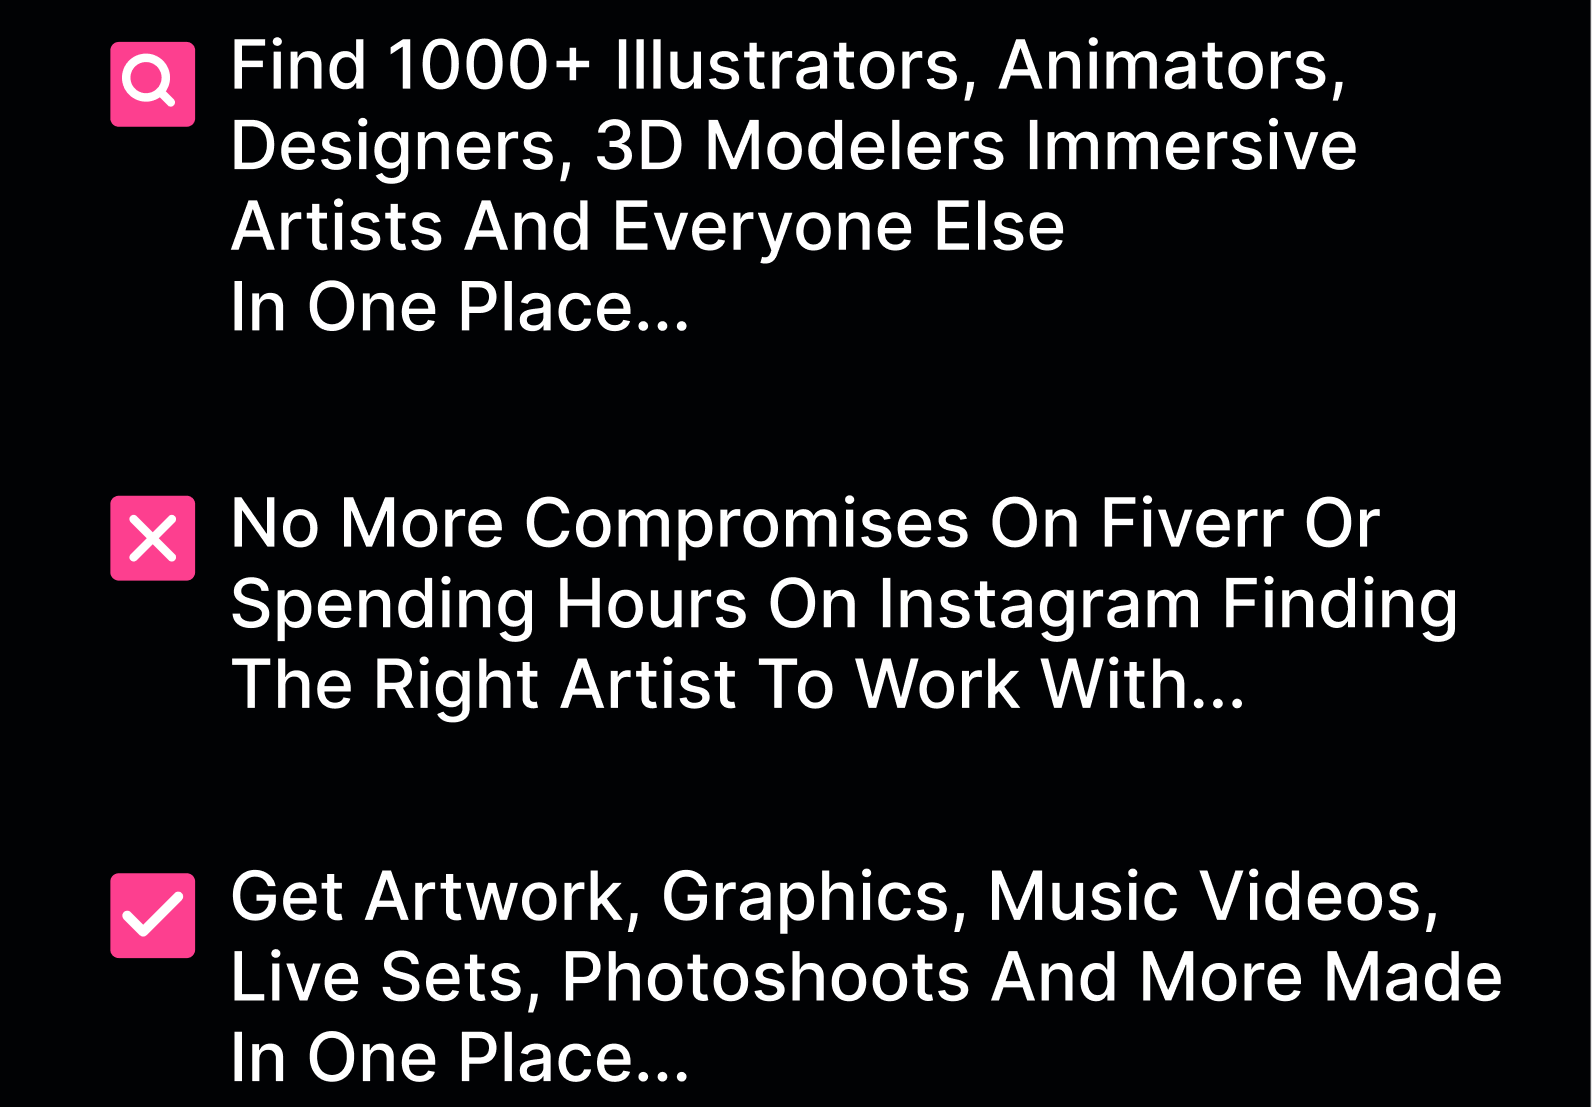 Find 1000+ Illustrators, Animators,
Designers, 3D Modelers Immersive
Artists And Everyone Else
In One Place...
No More Compromises On Fiverr Or
Spending Hours On Instagram Finding
The Right Artist To Work With...
Get Artwork, Graphics, Music Videos,
Live Sets, Photoshoots And More Made
In One Place...